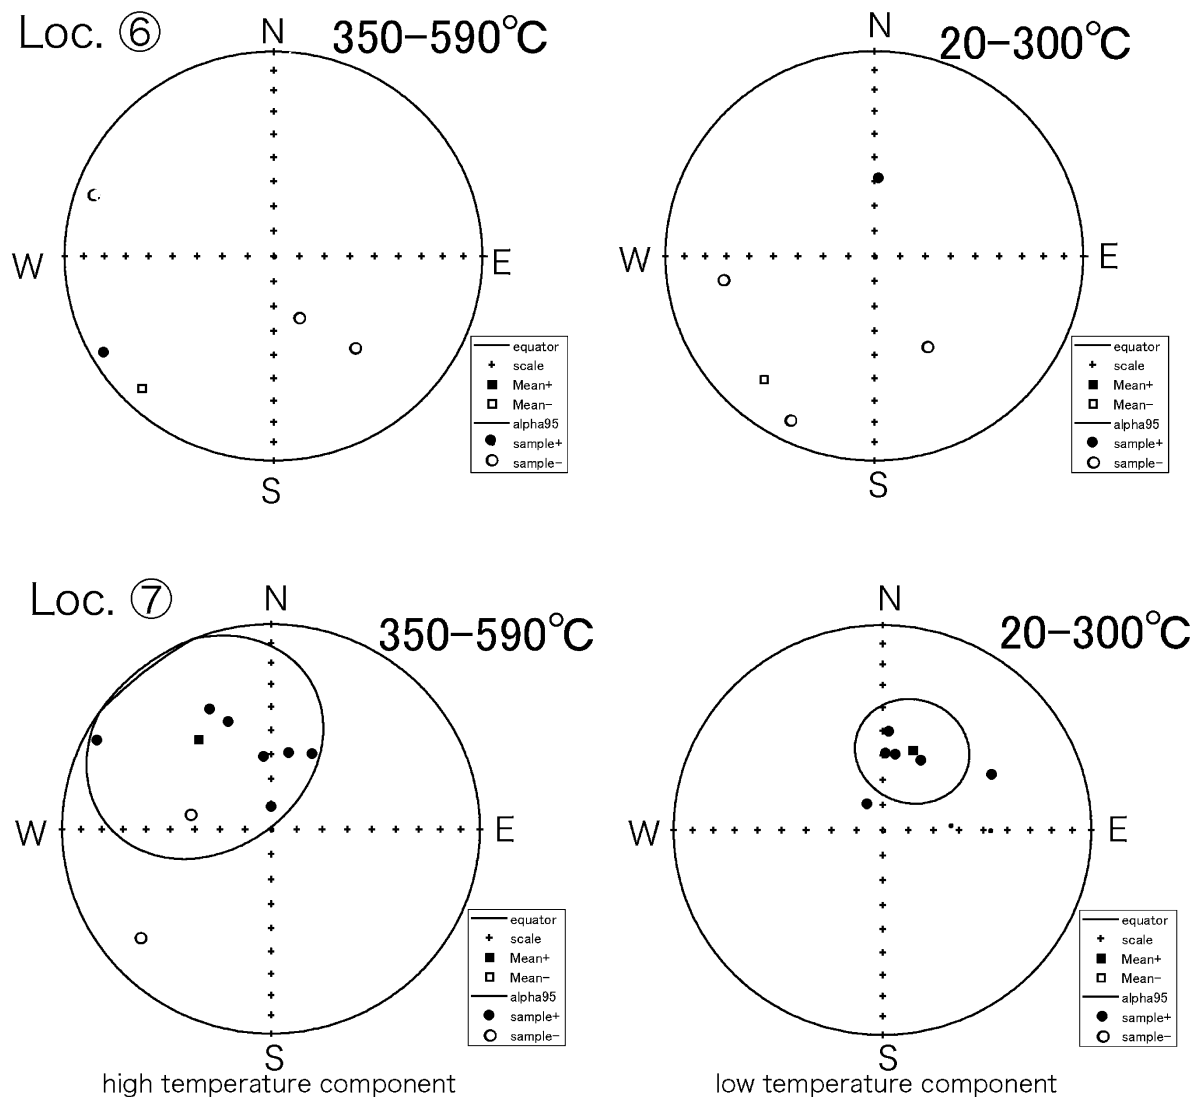 Loc. ⑥
350-590℃
20-300℃
N
N
W
E
W
E
S
S
equator
scale
Mean+
Mean-
alpha95
sample+
sample-
equator
scale
Mean+
Mean-
alpha95
sample+
sample-
Loc. ⑦
350-590℃
20-300℃
N
N
W
E
W
E
S
S
equator
scale
Mean+
Mean-
alpha95
sample+
sample-
equator
scale
Mean+
Mean-
alpha95
sample+
sample-
high temperature component
low temperature component